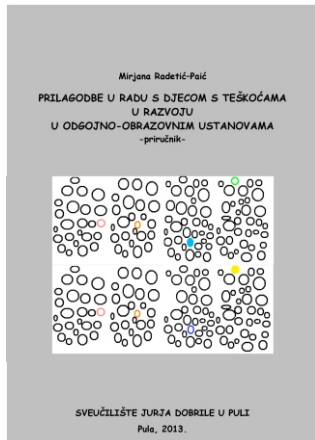 Mirjana Radetić-Paić
PRILAGODBE U RADU S DJECOM S TEŠKOĆAMA
U RAZVOJU
U ODGOJNO-OBRAZOVNIM USTANOVAMA
-priručnik-
SVEUČILIŠTE JURJA DOBRILE U PULI
Pula, 2013.